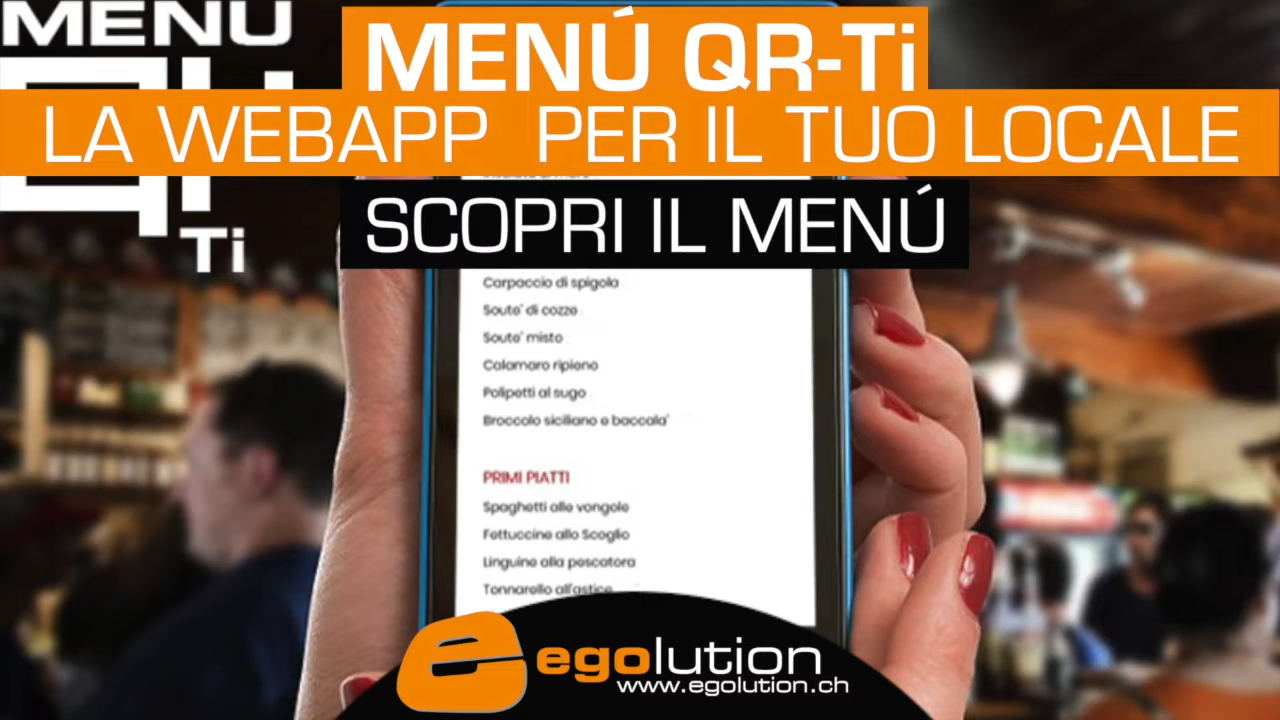 MENU
MENÚ QR-Ti
LA WEBAPP PER IL TUO LOCALE
SCOPRI IL MENÚ
Ti
Carpaccio di spigola
Soute' di cozze
Soute' misto
Calamaro ripieno
Polipetti al sugo
Broccolo siciliano e baccala'
PRIMI PIATTI
Spaghetti alle vongole
Fettuccine allo Scoglio
Linguine alla pescatora
Tonnarello all'astice
egolution
www.egolution.ch